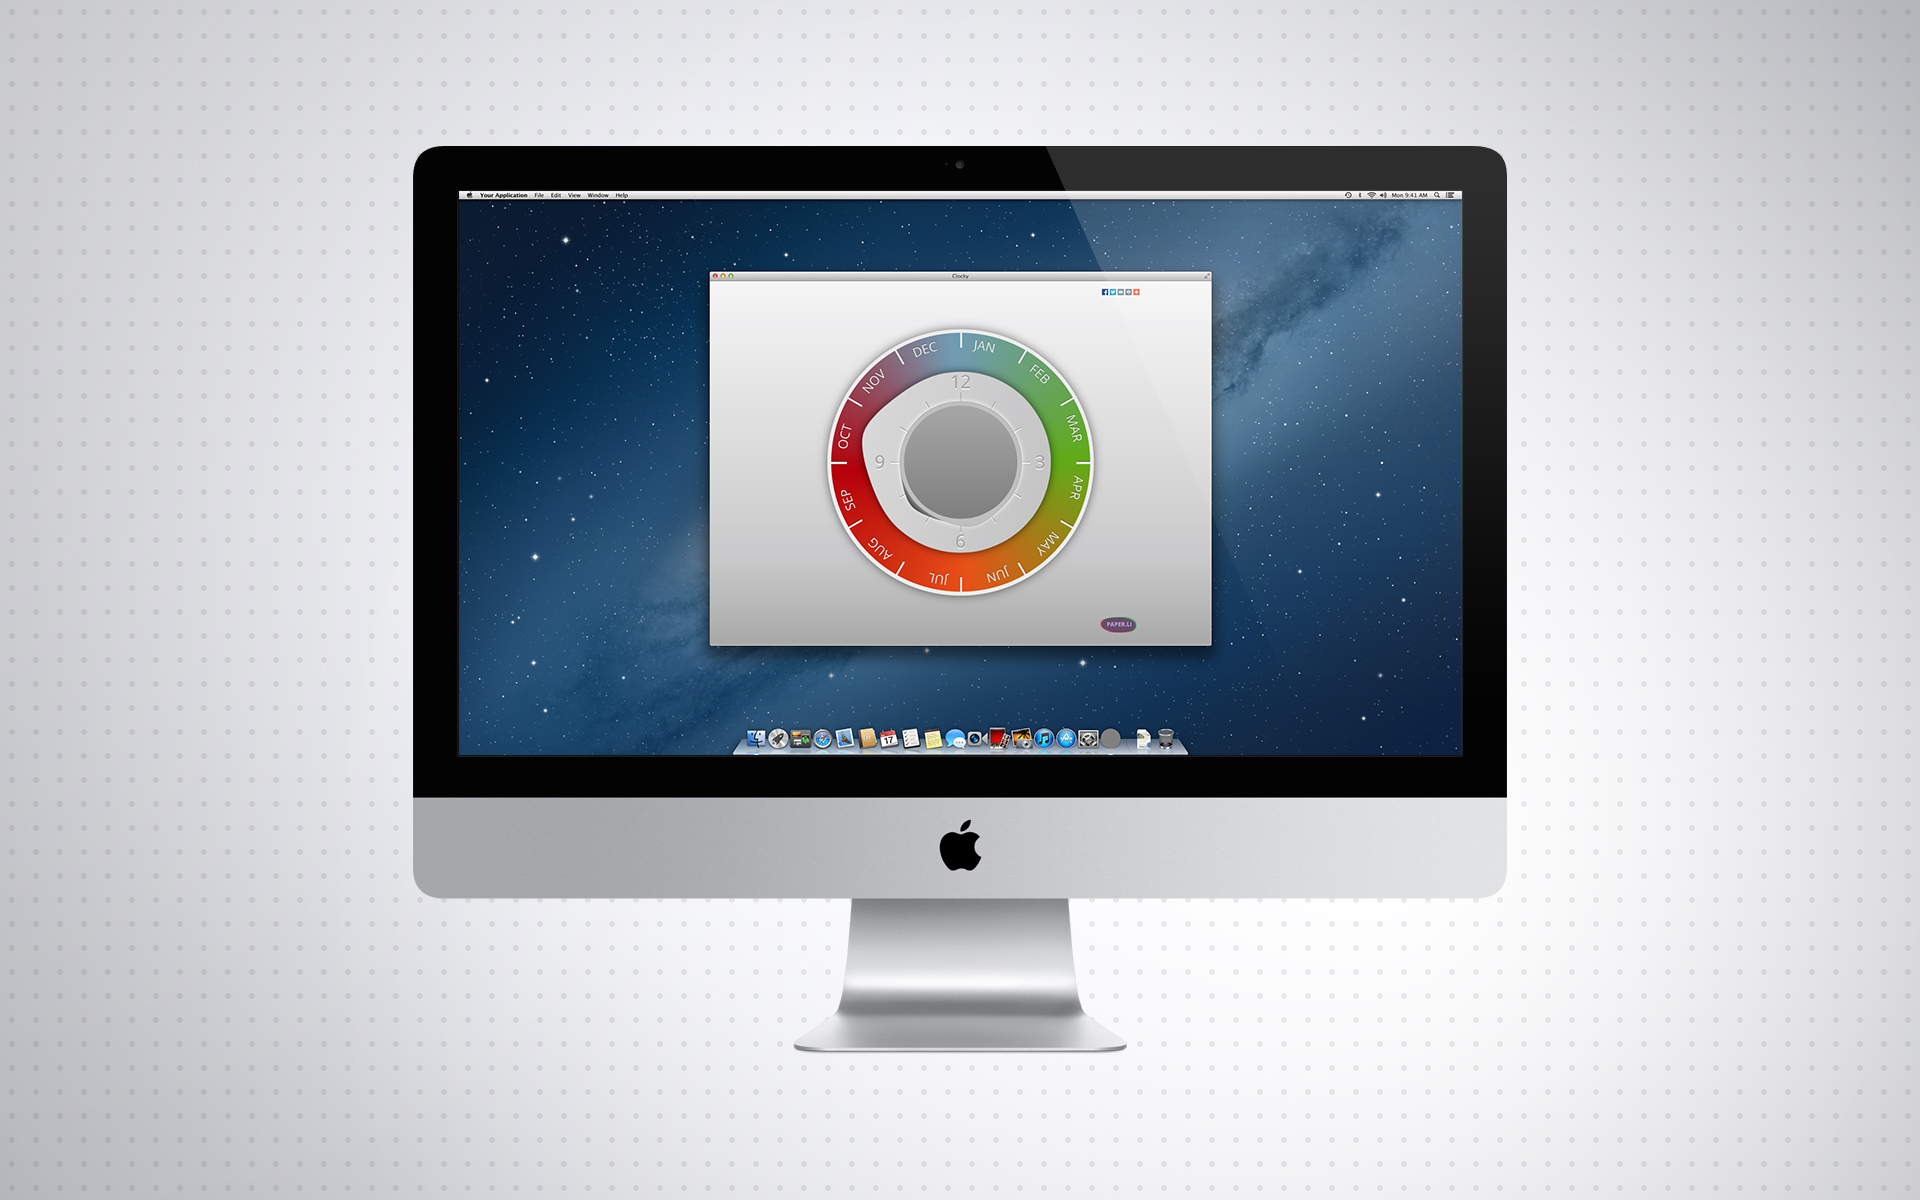 Your Application File Edit View Window Help
Mon 9:41 AM
Clocky
JAN
FEB
MAR
APR
MAY
JUN
JUL
AUG
SEP
OCT
NOV
DEC
12
3
6
9
PAPER.LI
17